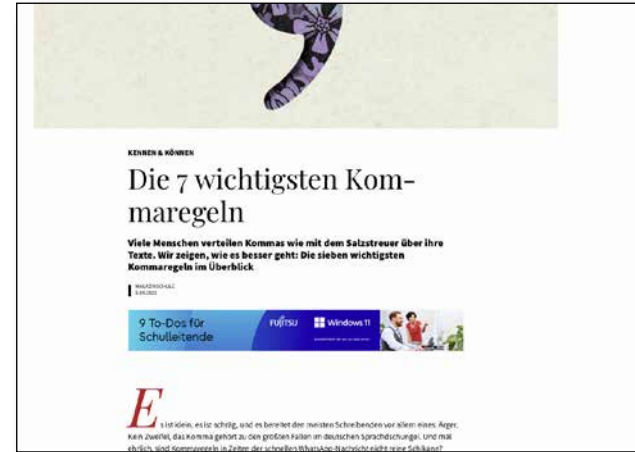 KENNEN & KÖNNEN
Die 7 wichtigsten Kom-
maregeln
Viele Menschen verteilen Kommas wie mit dem Salzstreuer über ihre
Texte. Wir zeigen, wie es besser geht: Die sieben wichtigsten
Kommaregeln im Überblick
MAGAZINSCHULE
9 To-Dos für
Schulleitende
FUJITSU
Windows 11
Es ist klein, es ist schräg, und es bereitet den meisten Schreibenden vor allem eines: Ärger.
Kein Zweifel, das Komma gehört zu den großten Fallen im deutschen Sprachdschungel. Und mal
ehrlich, sind Kommaregeln in Zeiten der schnellen WhatsApp-Nachricht nicht reine Schikane?